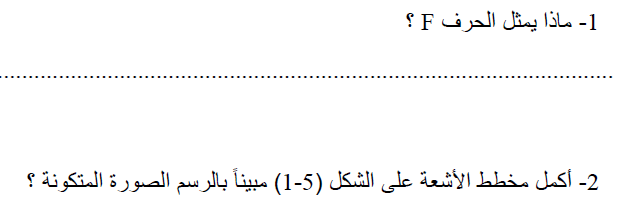 1- ماذا يمثل الحرف F ؟
.....................................................................................................
2- أكمل مخطط الأشعة على الشكل (5-1) مبيناً بالرسم الصورة المتكونة ؟